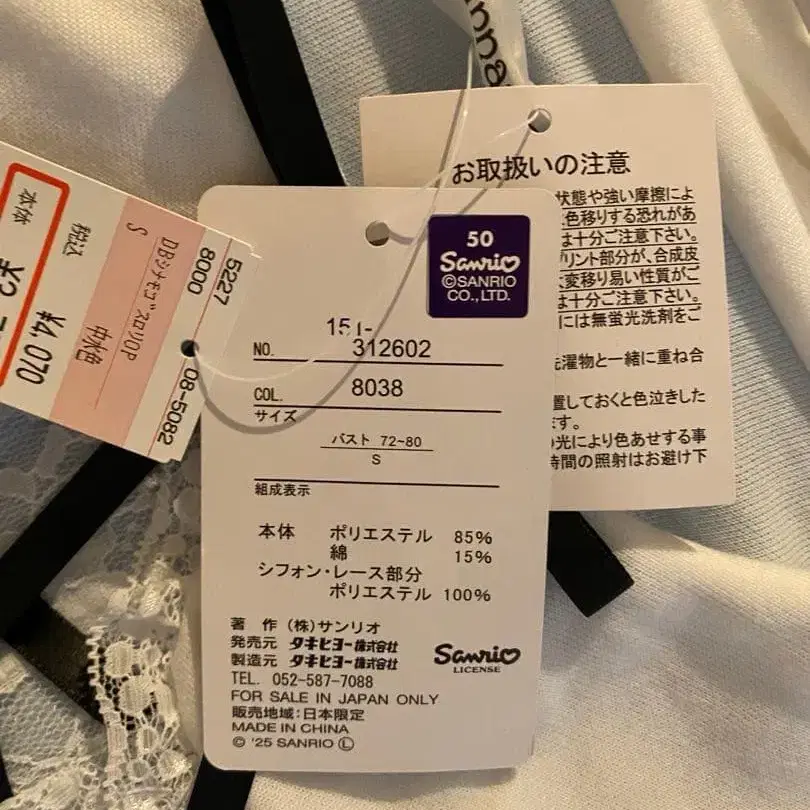 お取扱いの注意
状態や強い摩擦によ
色移りする恐れがあ
は十分ご注意下さい。
プリント部分が、合成皮
変移り易い性質がご
は十分ご注意下さい。
には無蛍光洗剤をご
洗濯物と一緒に重ね合
置しておくと色泣きした
ます。
光により色あせする事
時間の照射はお避け下
50
Sanrio
©SANRIO
CO.,LTD.
151-
NO. 312602
COL. 8038
サイズ
バスト 72~80
S
組成表示
本体 ポリエステル 85%
綿 15%
シフォン・レース部分
ポリエステル 100%
著 作 (株)サンリオ
発売元 タキヒヨー株式会社
製造元 タキヒヨー株式会社
TEL. 052-587-7088
FOR SALE IN JAPAN ONLY
販売地域:日本限定
MADE IN CHINA
© '25 SANRIO Ⓛ
Sanrio
LICENSE
5227
8000 08-5082
DBシナモゴスロリOP
S 中水色
税込 ¥4,070
本体